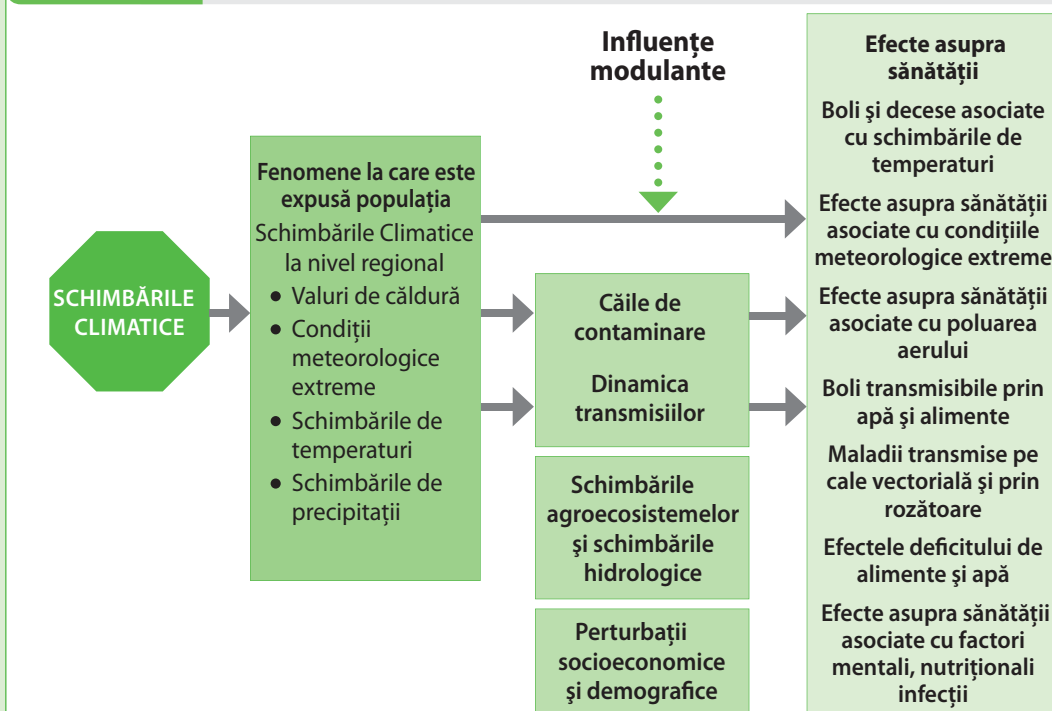 SCHIMBĂRILE
CLIMATICE
Fenomene la care este
expusă populația
Schimbările Climatice
la nivel regional
• Valuri de căldură
• Condiții
meteorologice
extreme
• Schimbările de
temperaturi
• Schimbările de
precipitații
Influențe
modulante
Căile de
contaminare
Dinamica
transmisiilor
Schimbările
agroecosistemelor
şi schimbările
hidrologice
Perturbații
socioeconomice
şi demografice
Efecte asupra
sănătății
Boli şi decese asociate
cu schimbările de
temperaturi
Efecte asupra sănătății
asociate cu condițiile
meteorologice extreme
Efecte asupra sănătății
asociate cu poluarea
aerului
Boli transmisibile prin
apă şi alimente
Maladii transmise pe
cale vectorială şi prin
rozătoare
Efectele deficitului de
alimente şi apă
Efecte asupra sănătății
asociate cu factori
mentali, nutriționali
infecții